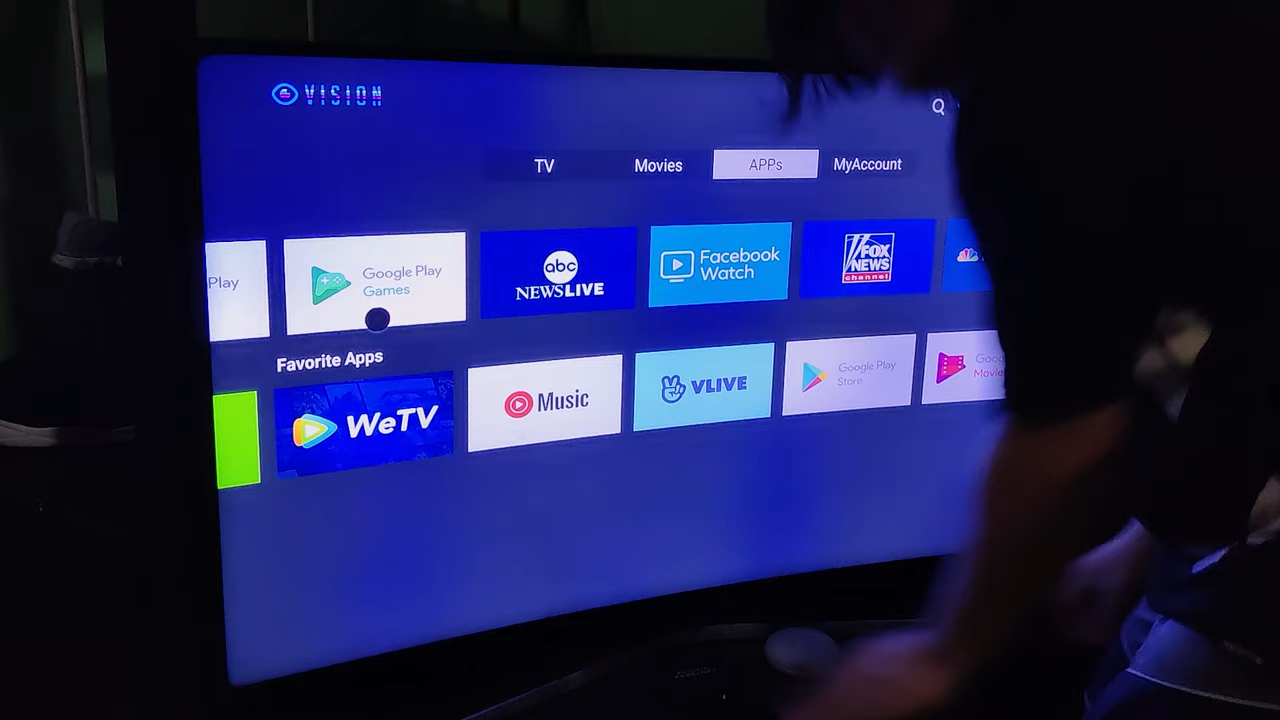 VISION
TV
Movies
APPs
MyAccount
Play
Google Play
Games
abc
NEWSLIVE
Facebook
Watch
FOX
NEWS
channel
Favorite Apps
WeTV
Music
VLIVE
Google Play
Store